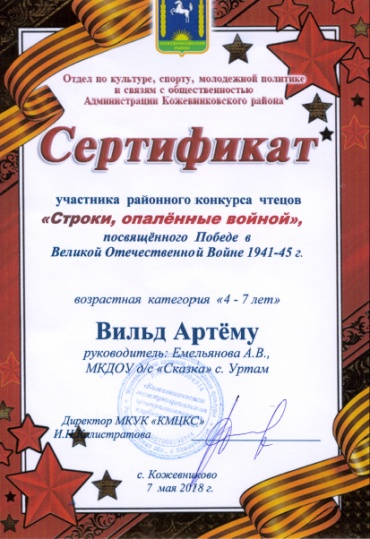 Отдел по культуре, спорту, молодежной политике
и связям с общественностью
Администрации Кожевниковского района
Сертификат
участника районного конкурса чтецов
«Строки, опалённые войной»,
посвящённого Победе в
Великой Отечественной Войне 1941-45 г.
возрастная категория «4 - 7 лет»
Вильд Артёму
руководитель: Емельянова А.В.,
МКДОУ д/с «Сказка» с. Уртам
Директор МКУК «КМЦКС»
с. Кожевниково
7 мая 2018 г.